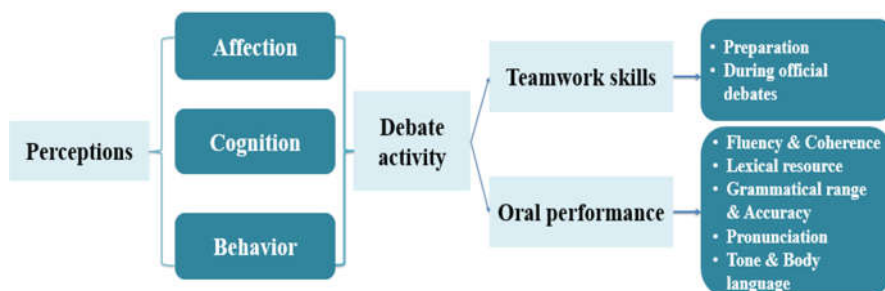 Perceptions
Affection
Cognition
Behavior
Debate
activity
Teamwork skills
• Preparation
• During official
debates
Oral performance
• Fluency & Coherence
• Lexical resource
• Grammatical range
& Accuracy
• Pronunciation
• Tone & Body
language